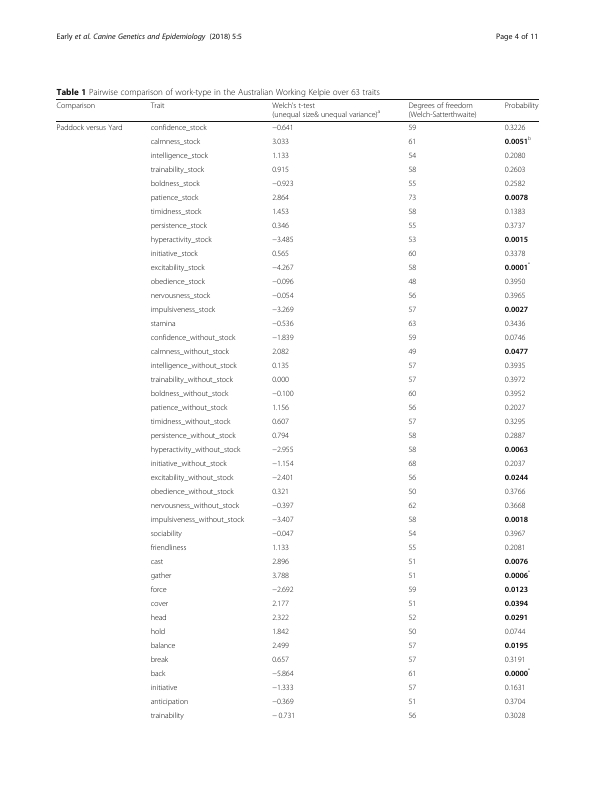 Early et al. Canine Genetics and Epidemiology (2018) 5:5 Page 4 of 11
Table 1 Pairwise comparison of work-type in the Australian Working Kelpie over 63 traits
Comparison Trait Welch's t-test Degrees of freedom Probability
(unequal size& unequal variance)a (Welch-Satterthwaite)
Paddock versus Yard confidence_stock −0.641 59 0.3226
calmness_stock 3.033 61 0.0051b
intelligence_stock 1.133 54 0.2080
trainability_stock 0.915 58 0.2603
boldness_stock −0.923 55 0.2582
patience_stock 2.864 73 0.0078
timidness_stock 1.453 58 0.1383
persistence_stock 0.346 55 0.3737
hyperactivity_stock −3.485 53 0.0015
initiative_stock 0.565 60 0.3378
excitability_stock −4.267 58 0.0001*
obedience_stock −0.096 48 0.3950
nervousness_stock −0.054 56 0.3965
impulsiveness_stock −3.269 57 0.0027
stamina −0.536 63 0.3436
confidence_without_stock −1.839 59 0.0746
calmness_without_stock 2.082 49 0.0477
intelligence_without_stock 0.135 57 0.3935
trainability_without_stock 0.000 57 0.3972
boldness_without_stock −0.100 60 0.3952
patience_without_stock 1.156 56 0.2027
timidness_without_stock 0.607 57 0.3295
persistence_without_stock 0.794 58 0.2887
hyperactivity_without_stock −2.955 58 0.0063
initiative_without_stock −1.154 68 0.2037
excitability_without_stock −2.401 56 0.0244
obedience_without_stock 0.321 50 0.3766
nervousness_without_stock −0.397 62 0.3668
impulsiveness_without_stock −3.407 58 0.0018
sociability −0.047 54 0.3967
friendliness 1.133 55 0.2081
cast 2.896 51 0.0076
gather 3.788 51 0.0006*
force −2.692 59 0.0123
cover 2.177 51 0.0394
head 2.322 52 0.0291
hold 1.842 50 0.0744
balance 2.499 57 0.0195
break 0.657 57 0.3191
back −5.864 61 0.0000*
initiative −1.333 57 0.1631
anticipation −0.369 51 0.3704
trainability − 0.731 56 0.3028